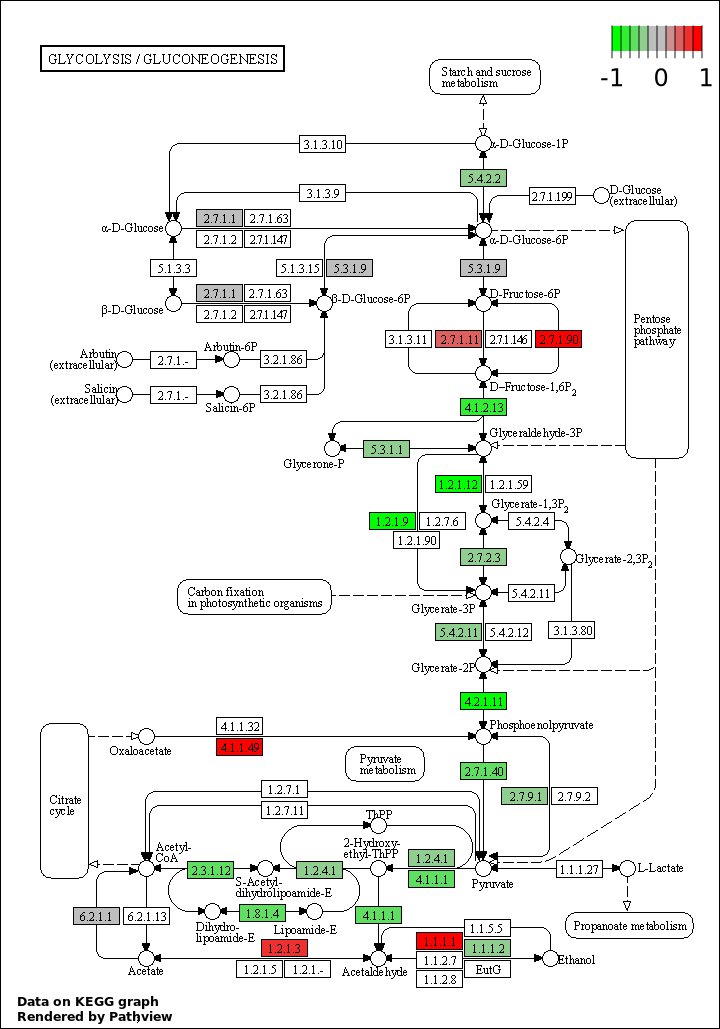 GLYCOLYSIS / GLUCONEOGENESIS
-1 0 1
Starch and sucrose
metabolism
3.1.3.10
α-D-Glucose-1P
5.4.2.2
3.1.3.9
2.7.1.199
D-Glucose
(extracellular)
2.7.1.1
2.7.1.63
α-D-Glucose
2.7.1.2
2.7.1.147
α-D-Glucose-6P
5.1.3.3
5.1.3.15
5.3.1.9
5.3.1.9
2.7.1.1
2.7.1.63
β-D-Glucose
2.7.1.2
2.7.1.147
β-D-Glucose-6P
D-Fructose-6P
Pentose
phosphate
pathway
3.1.3.11
2.7.1.11
2.7.1.146
2.7.1.90
Arbutin
(extracellular)
2.7.1.-
Arbutin-6P
3.2.1.86
Salicin
(extracellular)
2.7.1.-
Salicin-6P
3.2.1.86
D-Fructose-1,6P2
4.1.2.13
Glyceraldehyde-3P
5.3.1.1
Glycerone-P
1.2.1.12
1.2.1.59
Glycerate-1,3P2
1.2.1.9
1.2.7.6
5.4.2.4
1.2.1.90
2.7.2.3
Glycerate-2,3P2
Carbon fixation
in photosynthetic organisms
5.4.2.11
Glycerate-3P
5.4.2.11
5.4.2.12
3.1.3.80
Glycerate-2P
4.2.1.11
4.1.1.32
Phosphoenolpyruvate
Oxaloacetate
4.1.1.49
Pyruvate
metabolism
2.7.1.40
Citrate
cycle
1.2.7.1
2.7.9.1
2.7.9.2
1.2.7.11
ThPP
Acetyl-
CoA
2-Hydroxy-
ethyl-ThPP
2.3.1.12
1.2.4.1
1.2.4.1
4.1.1.1
1.1.1.27
L-Lactate
S-Acetyl-
dihydrolipoamide-E
Pyruvate
6.2.1.1
6.2.1.13
1.8.1.4
4.1.1.1
Dihydro-
lipoamide-E
Lipoamide-E
Propanoate metabolism
1.1.5.5
1.2.1.3
1.1.1.1
1.1.1.2
1.2.1.5
1.2.1.-
1.1.2.7
EutG
Ethanol
Acetate
Acetaldehyde
1.1.2.8
Data on KEGG graph
Rendered by Pathview